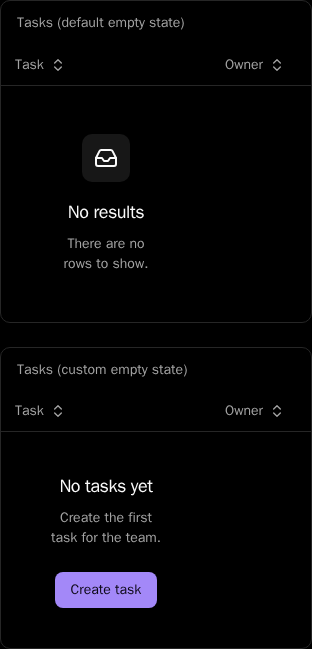 Tasks (default empty state)
Task Owner
No results
There are no
rows to show.
Tasks (custom empty state)
Task Owner
No tasks yet
Create the first
task for the team.
Create task